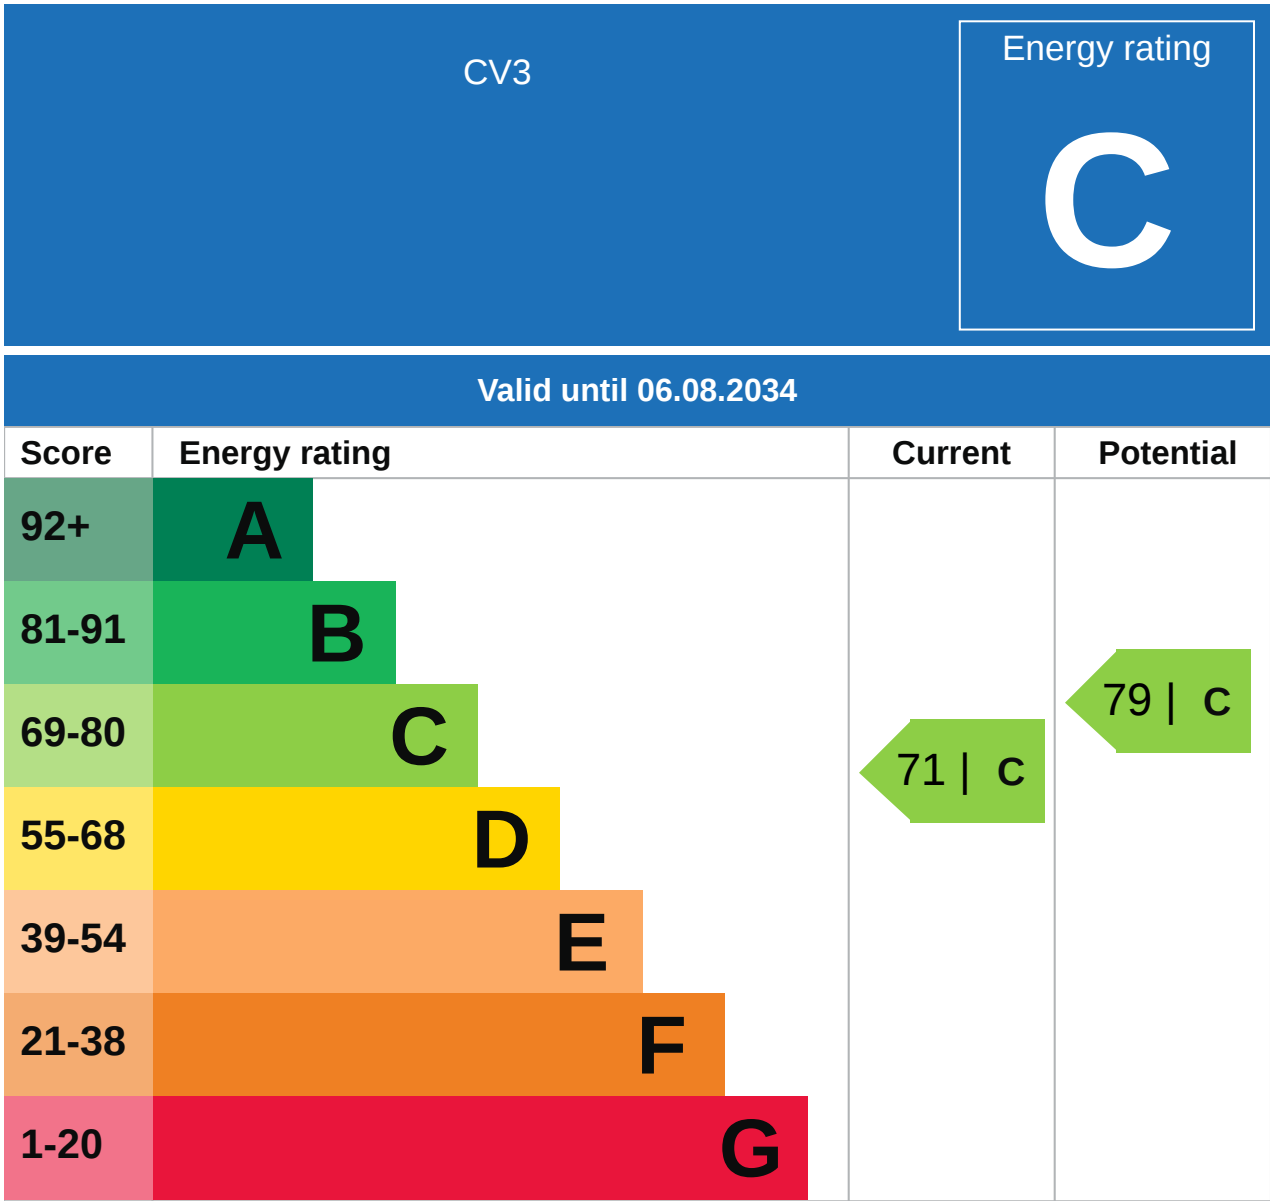 CV3
Energy rating
C
Valid until 06.08.2034
Score Energy rating Current Potential
92+ A
81-91 B
69-80 C
79 | C
71 | C
55-68 D
39-54 E
21-38 F
1-20 G